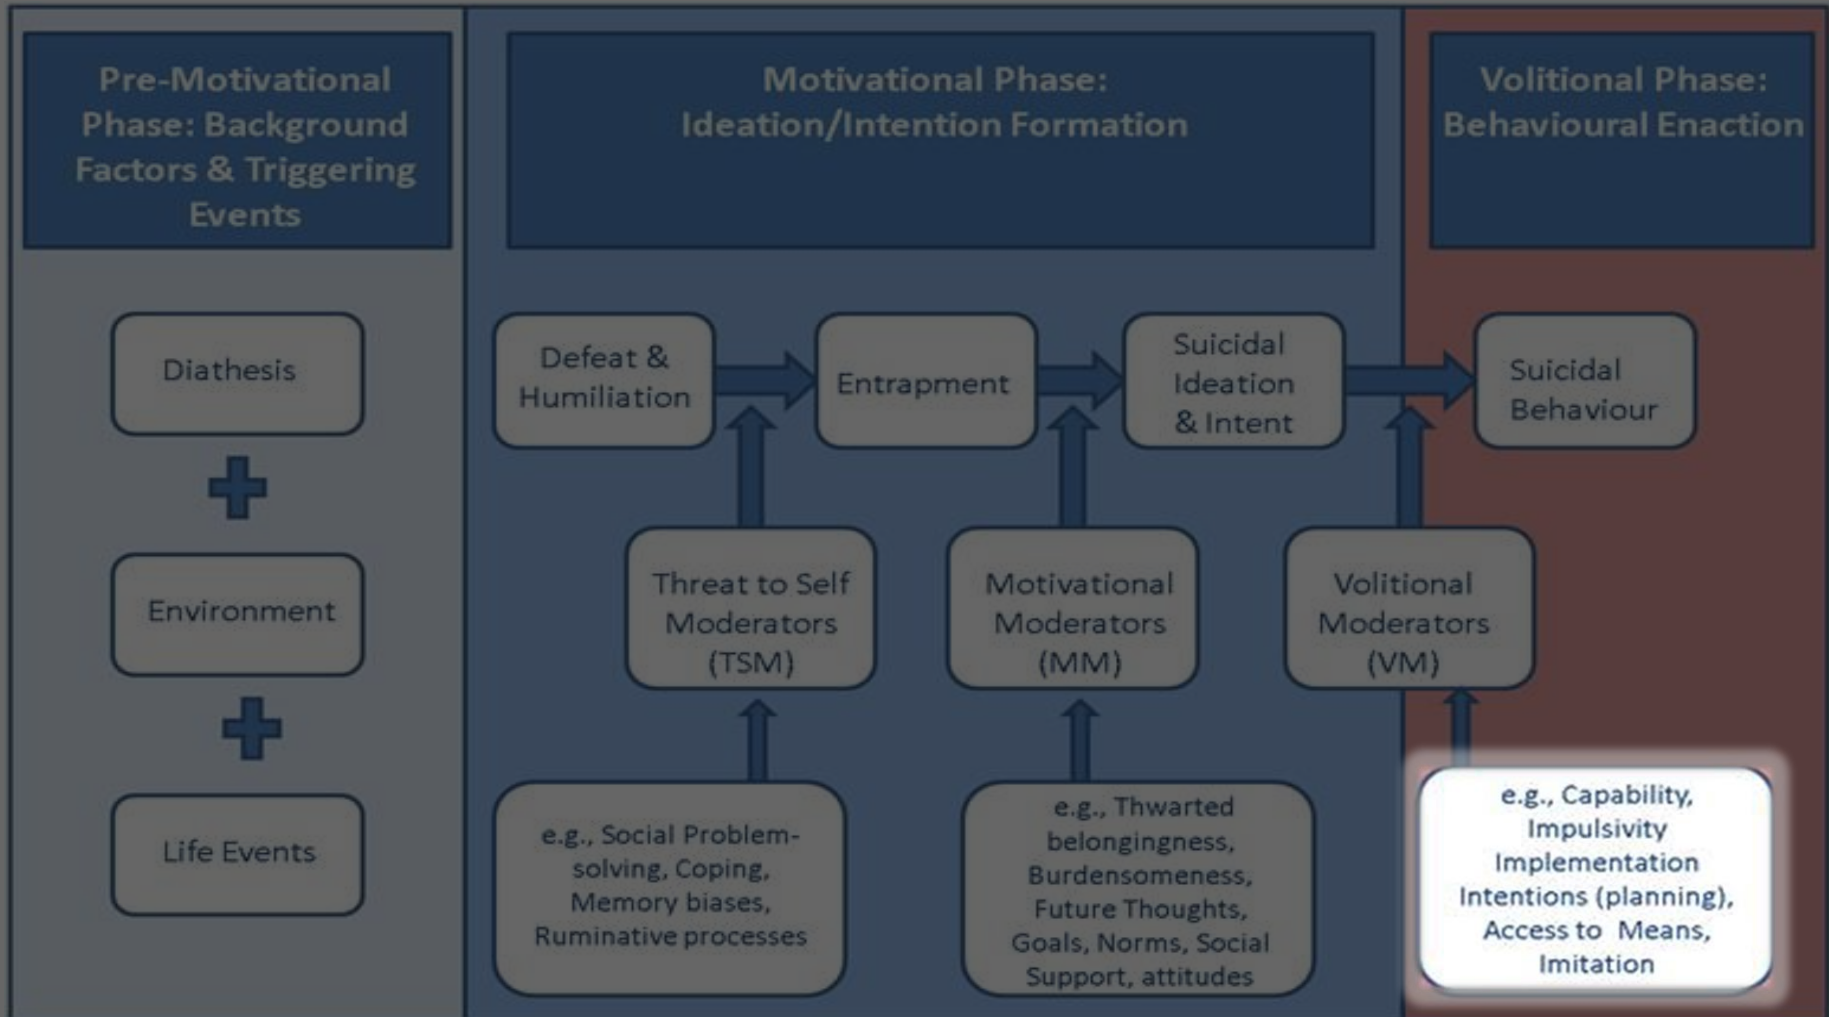 Pre-Motivational
Phase: Background
Factors & Triggering
Events
Motivational Phase:
Ideation/Intention Formation
Volitional Phase:
Behavioural Enaction
Diathesis
Environment
Life Events
Defeat &
Humiliation
Entrapment
Suicidal
Ideation
& Intent
Suicidal
Behaviour
Threat to Self
Moderators
(TSM)
Motivational
Moderators
(MM)
Volitional
Moderators
(VM)
e.g., Social Problem-
solving, Coping,
Memory biases,
Ruminative processes
e.g., Thwarted
belongingness,
Burdensomeness,
Future Thoughts,
Goals, Norms, Social
Support, attitudes
e.g., Capability,
Impulsivity
Implementation
Intentions (planning),
Access to Means,
Imitation